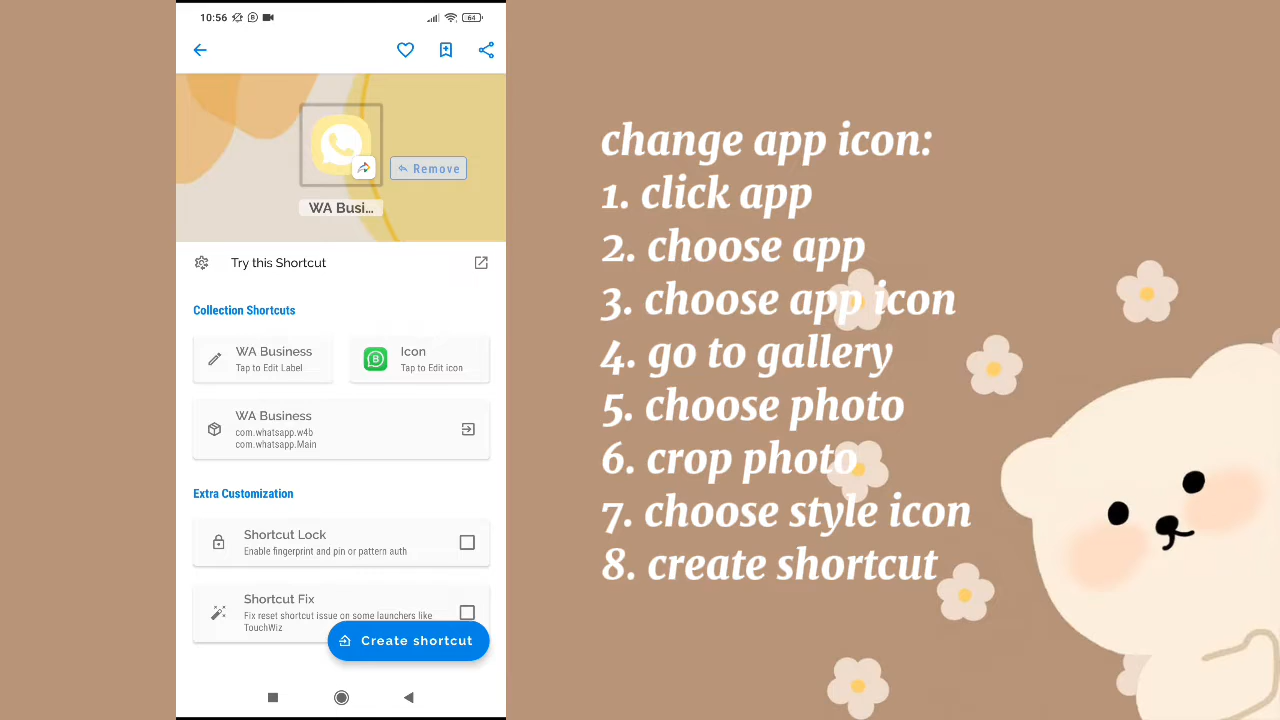 10:56
64
Remove
WA Busi...
Try this Shortcut
Collection Shortcuts
WA Business
Tap to Edit Label
Icon
Tap to Edit icon
WA Business
com.whatsapp.w4b
com.whatsapp.Main
Extra Customization
Shortcut Lock
Enable fingerprint and pin or pattern auth
Shortcut Fix
Fix reset shortcut issue on some launchers like
TouchWiz
Create shortcut
change app icon:
1. click app
2. choose app
3. choose app icon
4. go to gallery
5. choose photo
6. crop photo
7. choose style icon
8. create shortcut